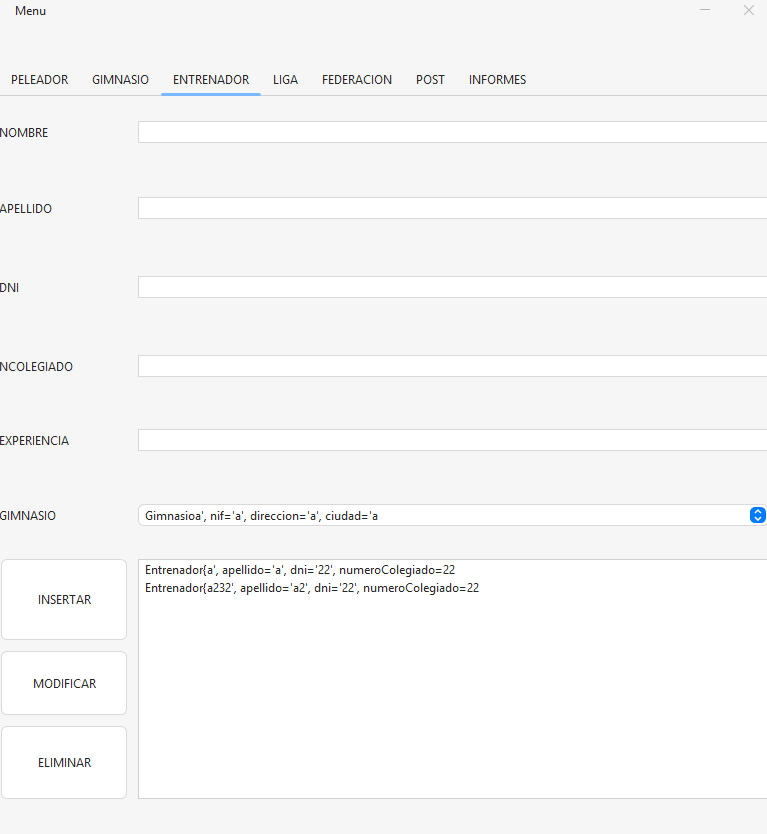 Menu
PELEADOR GIMNASIO ENTRENADOR LIGA FEDERACION POST INFORMES
NOMBRE
APELLIDO
DNI
NCOLEGIADO
EXPERIENCIA
GIMNASIO Gimnasioa', nif='a', direccion='a', ciudad='a
Entrenador{a', apellido='a', dni='22', numeroColegiado=22
Entrenador{a232', apellido='a2', dni='22', numeroColegiado=22
INSERTAR
MODIFICAR
ELIMINAR